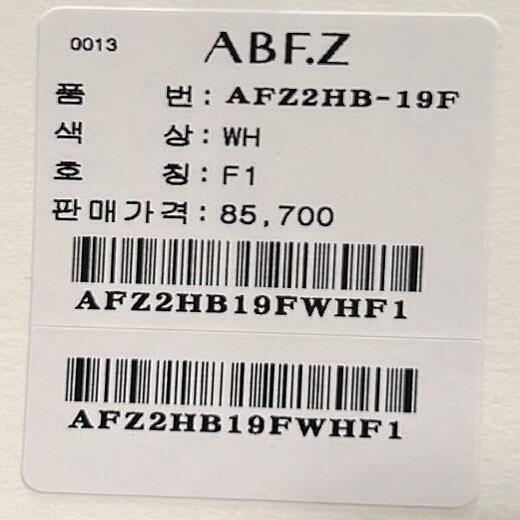 0013 ABF.Z
품 번 : AFZ2HB-19F
색 상 : WH
호 칭 : F1
판매가격 : 85,700
AFZ2HB19FWHF1
AFZ2HB19FWHF1